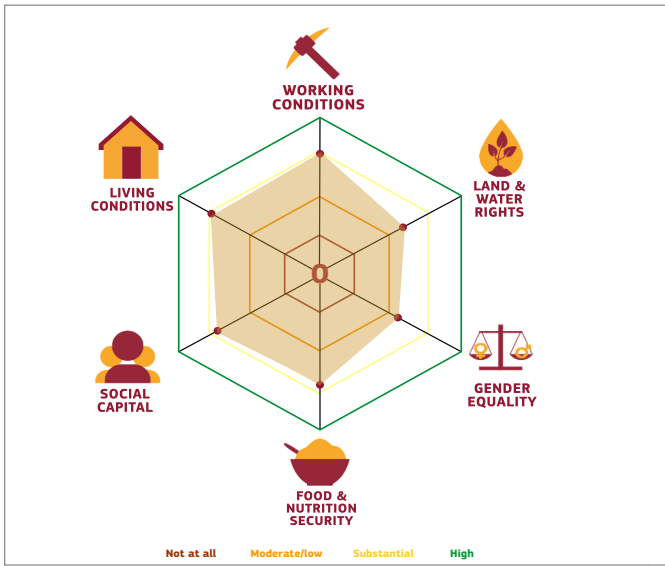 WORKING
CONDITIONS
LIVING
CONDITIONS
LAND &
WATER
RIGHTS
0
SOCIAL
CAPITAL
GENDER
EQUALITY
FOOD &
NUTRITION
SECURITY
Not at all
Moderate/low
Substantial
High